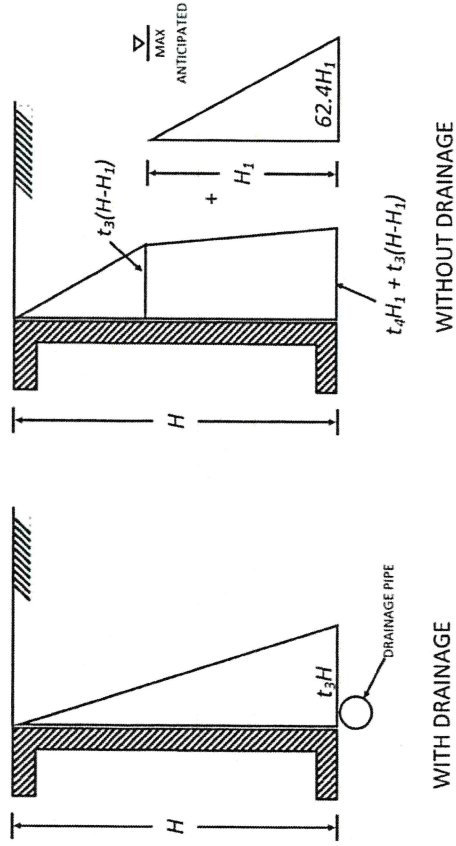 H
t₃H
DRAINAGE PIPE
WITH DRAINAGE
H
t₃(H-H₁)
t₄H₁ + t₃(H-H₁)
+
H₁
62.4H₁
MAX
ANTICIPATED
WITHOUT DRAINAGE